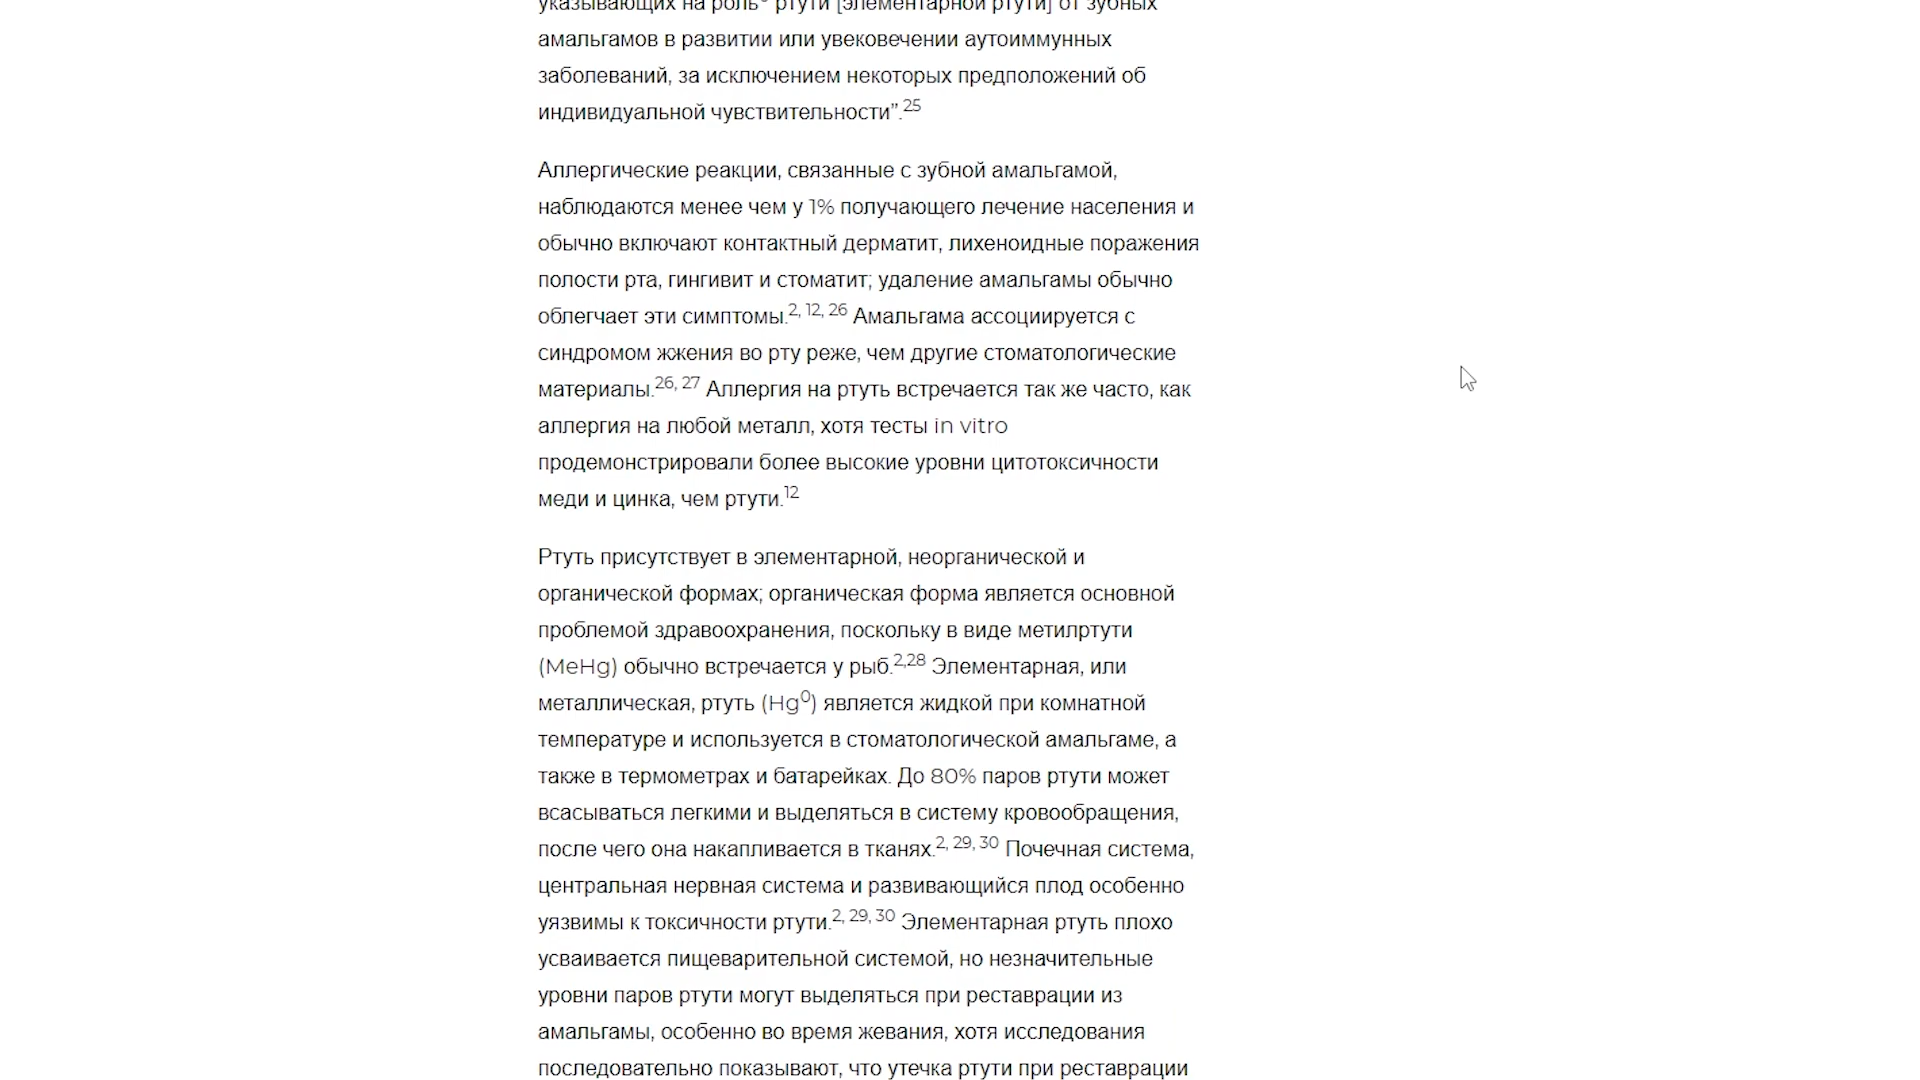 указывающих на роль ртути [элементарной ртути] от зубных
амальгамов в развитии или увековечении аутоиммунных
заболеваний, за исключением некоторых предположений об
индивидуальной чувствительности”.25
Аллергические реакции, связанные с зубной амальгамой,
наблюдаются менее чем у 1% получающего лечение населения и
обычно включают контактный дерматит, лихеноидные поражения
полости рта, гингивит и стоматит; удаление амальгамы обычно
облегчает эти симптомы.2, 12, 26 Амальгама ассоциируется с
синдромом жжения во рту реже, чем другие стоматологические
материалы.26, 27 Аллергия на ртуть встречается так же часто, как
аллергия на любой металл, хотя тесты in vitro
продемонстрировали более высокие уровни цитотоксичности
меди и цинка, чем ртути.12
Ртуть присутствует в элементарной, неорганической и
органической формах; органическая форма является основной
проблемой здравоохранения, поскольку в виде метилртути
(MeHg) обычно встречается у рыб.2,28 Элементарная, или
металлическая, ртуть (Hg0) является жидкой при комнатной
температуре и используется в стоматологической амальгаме, а
также в термометрах и батарейках. До 80% паров ртути может
всасываться легкими и выделяться в систему кровообращения,
после чего она накапливается в тканях.2, 29, 30 Почечная система,
центральная нервная система и развивающийся плод особенно
уязвимы к токсичности ртути.2, 29, 30 Элементарная ртуть плохо
усваивается пищеварительной системой, но незначительные
уровни паров ртути могут выделяться при реставрации из
амальгамы, особенно во время жевания, хотя исследования
последовательно показывают, что утечка ртути при реставрации